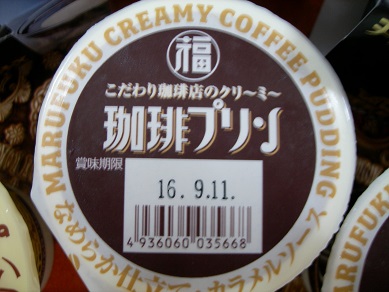 MARUFUKU CREAMY COFFEE PUDDING
福
こだわり珈琲店のクリ〜ミ〜
珈琲プリン
賞味期限
16. 9.11.
4 936060 035668
なめらか仕立て・カラメルソース